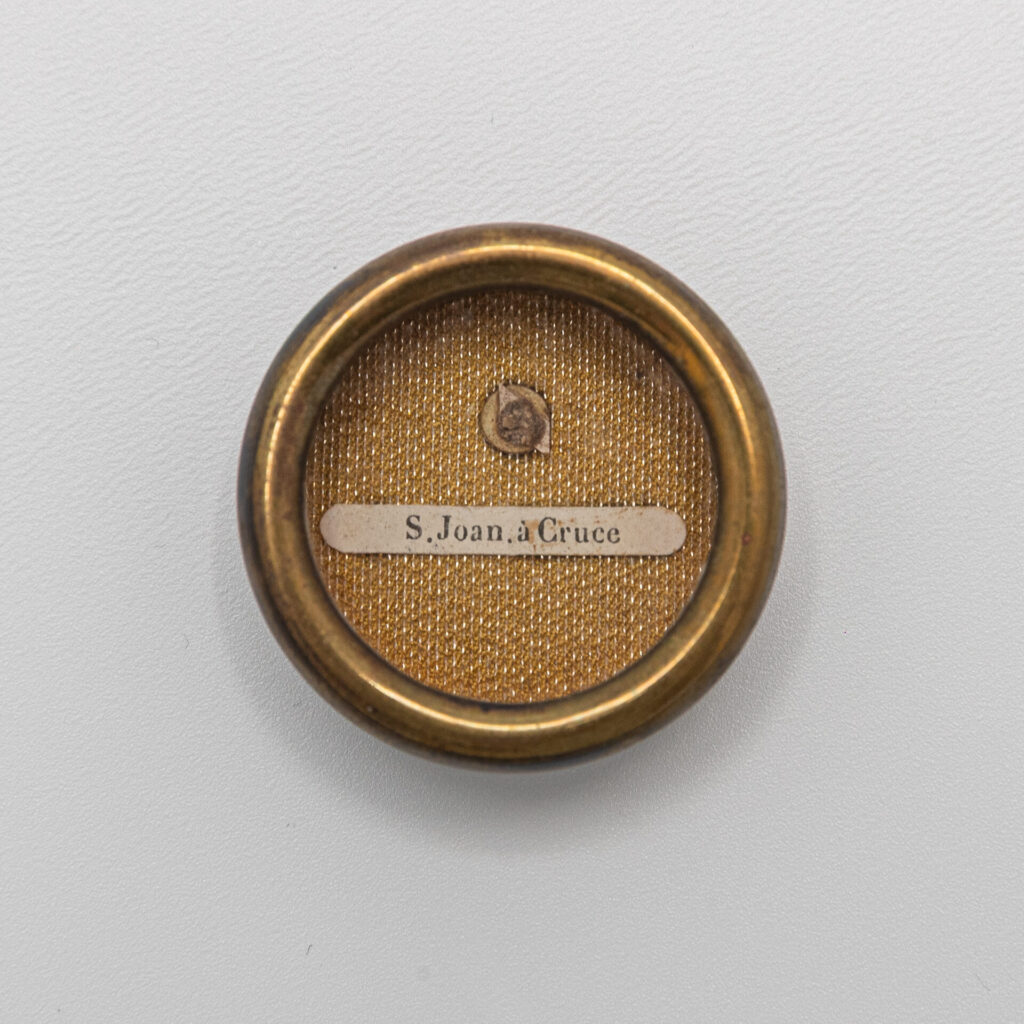 S. Joan. à Cruce